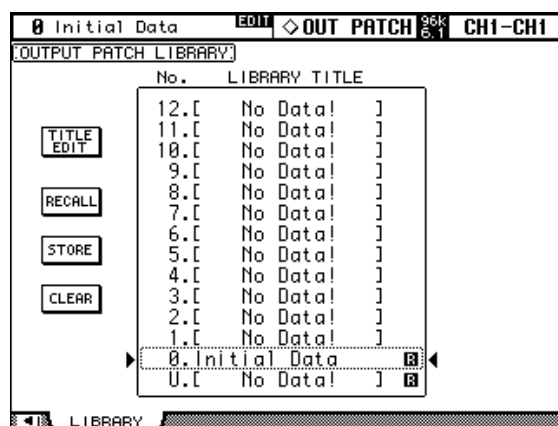 0 Initial Data EDIT ◇OUT PATCH 96k 6.1 CH1-CH1
OUTPUT PATCH LIBRARY
No. LIBRARY TITLE
12.[ No Data! ]
11.[ No Data! ]
TITLE EDIT
10.[ No Data! ]
9.[ No Data! ]
8.[ No Data! ]
RECALL
7.[ No Data! ]
6.[ No Data! ]
STORE
5.[ No Data! ]
4.[ No Data! ]
CLEAR
3.[ No Data! ]
2.[ No Data! ]
1.[ No Data! ]
0.Initial Data R
U.[ No Data! ] R
LIBRARY